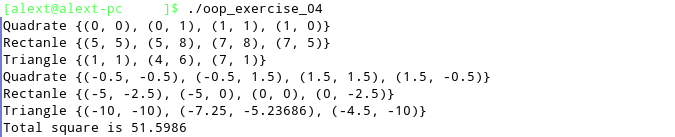 [alext@alext-pc     ]$ ./oop_exercise_04
Quadrate {(0, 0), (0, 1), (1, 1), (1, 0)}
Rectanle {(5, 5), (5, 8), (7, 8), (7, 5)}
Triangle {(1, 1), (4, 6), (7, 1)}
Quadrate {(-0.5, -0.5), (-0.5, 1.5), (1.5, 1.5), (1.5, -0.5)}
Rectanle {(-5, -2.5), (-5, 0), (0, 0), (0, -2.5)}
Triangle {(-10, -10), (-7.25, -5.23686), (-4.5, -10)}
Total square is 51.5986